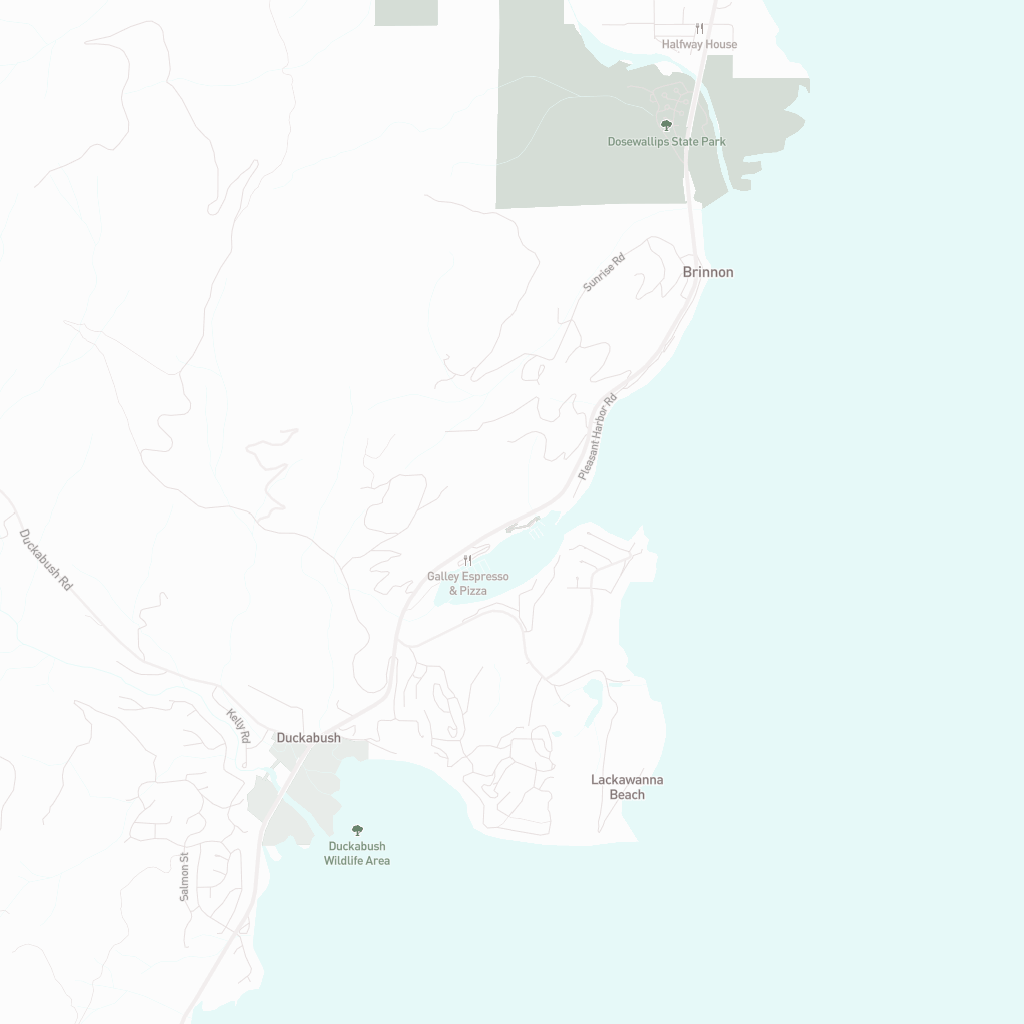 Halfway House
Dosewallips State Park
Sunrise Rd
Brinnon
Pleasant Harbor Rd
Duckabush Rd
Galley Espresso
& Pizza
Kelly Rd
Duckabush
Lackawanna
Beach
Duckabush
Wildlife Area
Salmon St